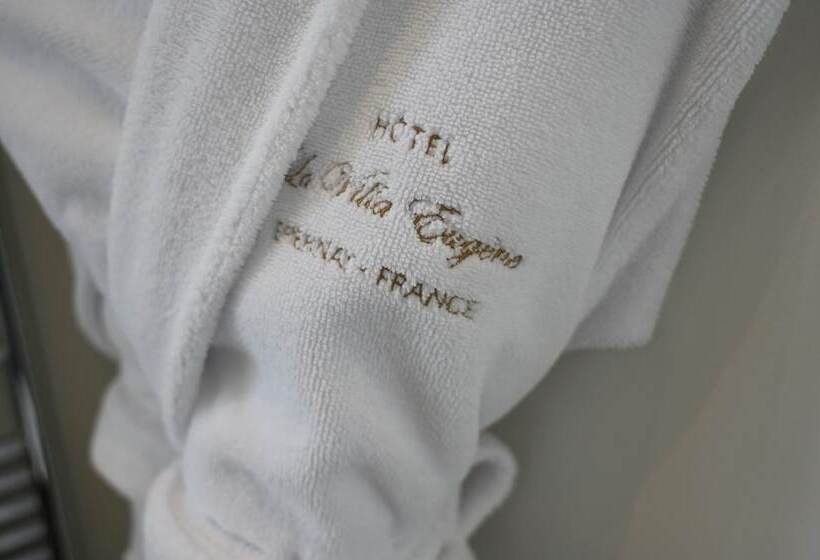 HÔTEL
La Villa Eugène
EPERNAY - FRANCE